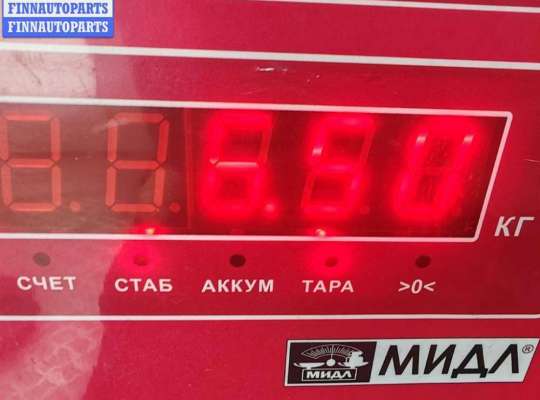 FINNAUTOPARTS
FINNAUTOPARTS
КГ
СЧЕТ СТАБ АККУМ ТАРА >0<
МИДЛ МИДЛ®